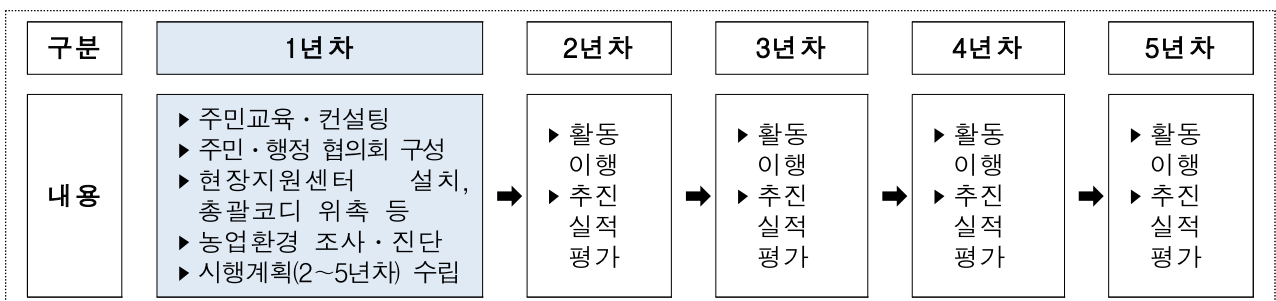 구분
1년차
2년차
3년차
4년차
5년차
내용
▸주민교육·컨설팅
▸주민·행정 협의회 구성
▸현장지원센터 설치,
총괄코디 위촉 등
▸농업환경 조사·진단
▸시행계획(2~5년차) 수립
➡
▸활동
이행
▸추진
실적
평가
➡
▸활동
이행
▸추진
실적
평가
➡
▸활동
이행
▸추진
실적
평가
➡
▸활동
이행
▸추진
실적
평가